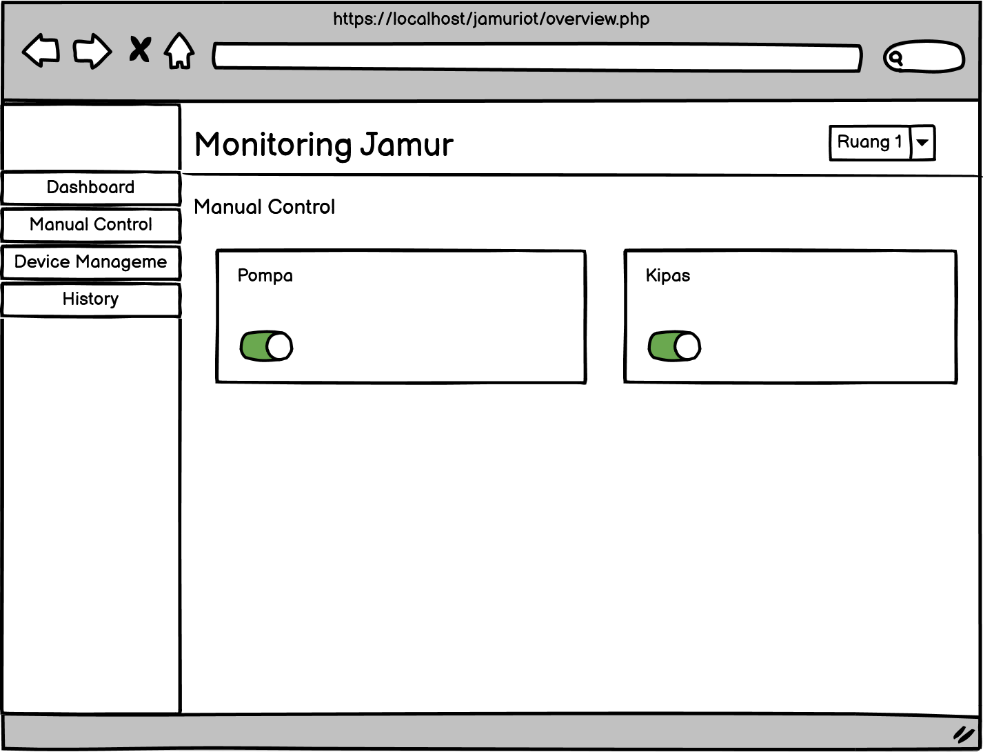 https://localhost/jamuriot/overview.php
Monitoring Jamur
Ruang 1
Dashboard
Manual Control
Device Manageme
History
Manual Control
Pompa
Kipas